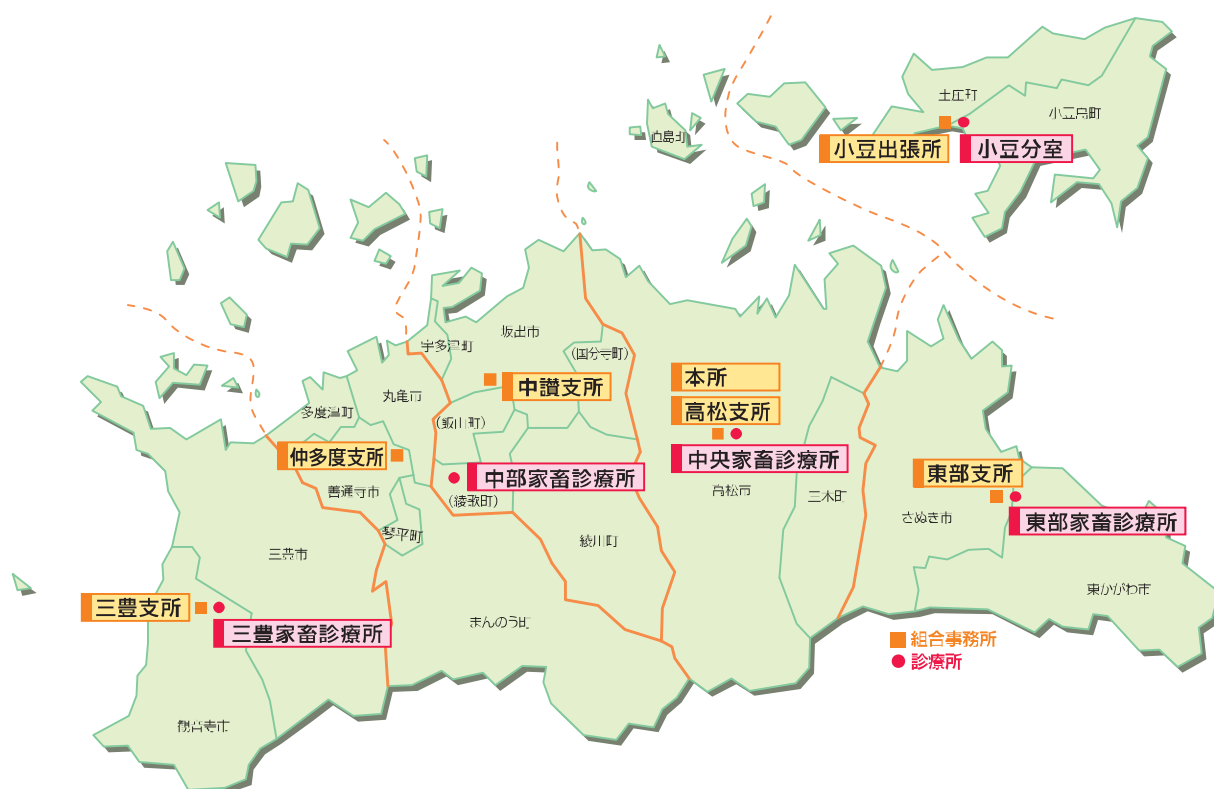 土庄町
小豆島町
直島町
小豆出張所
小豆分室
坂出市
宇多津町
（国分寺町）
本所
中讃支所
丸亀市
高松支所
多度津町
（飯山町）
仲多度支所
中央家畜診療所
中部家畜診療所
東部支所
善通寺市
（綾歌町）
高松市
三木町
さぬき市
東部家畜診療所
琴平町
綾川町
三豊市
東かがわ市
三豊支所
まんのう町
三豊家畜診療所
組合事務所
診療所
観音寺市